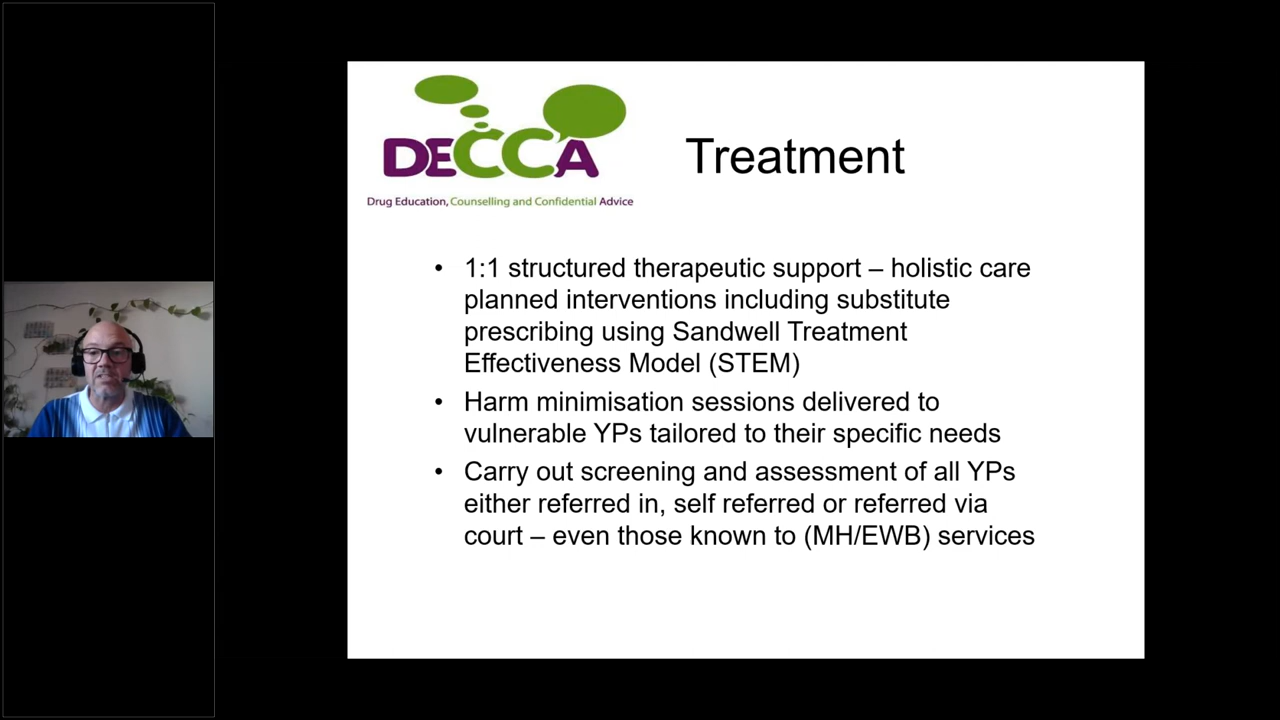 DECCA
Treatment
Drug Education, Counselling and Confidential Advice
• 1:1 structured therapeutic support – holistic care
planned interventions including substitute
prescribing using Sandwell Treatment
Effectiveness Model (STEM)
• Harm minimisation sessions delivered to
vulnerable YPs tailored to their specific needs
• Carry out screening and assessment of all YPs
either referred in, self referred or referred via
court – even those known to (MH/EWB) services